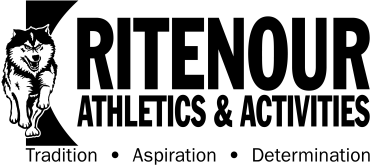 RITENOUR
ATHLETICS & ACTIVITIES
Tradition • Aspiration • Determination